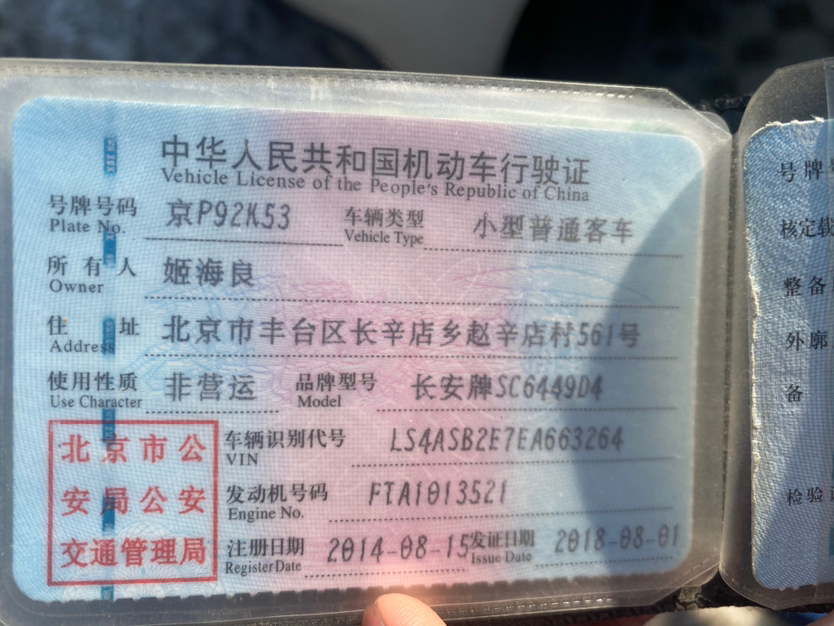 中华人民共和国机动车行驶证
Vehicle License of the People's Republic of China
号牌号码 京P92K53 车辆类型 小型普通客车
Plate No. Vehicle Type
所有人 姬海良
Owner
住址 北京市丰台区长辛店乡赵辛店村561号
Address
使用性质 非营运 品牌型号 长安牌SC6449D4
Use Character Model
北京市公安局公安交通管理局
车辆识别代号 LS4ASB2E7EA663264
VIN
发动机号码 FTA1013521
Engine No.
注册日期 2014-08-15 发证日期 2018-08-01
Register Date Issue Date
号牌
核定载
整备
外廓
备
检验